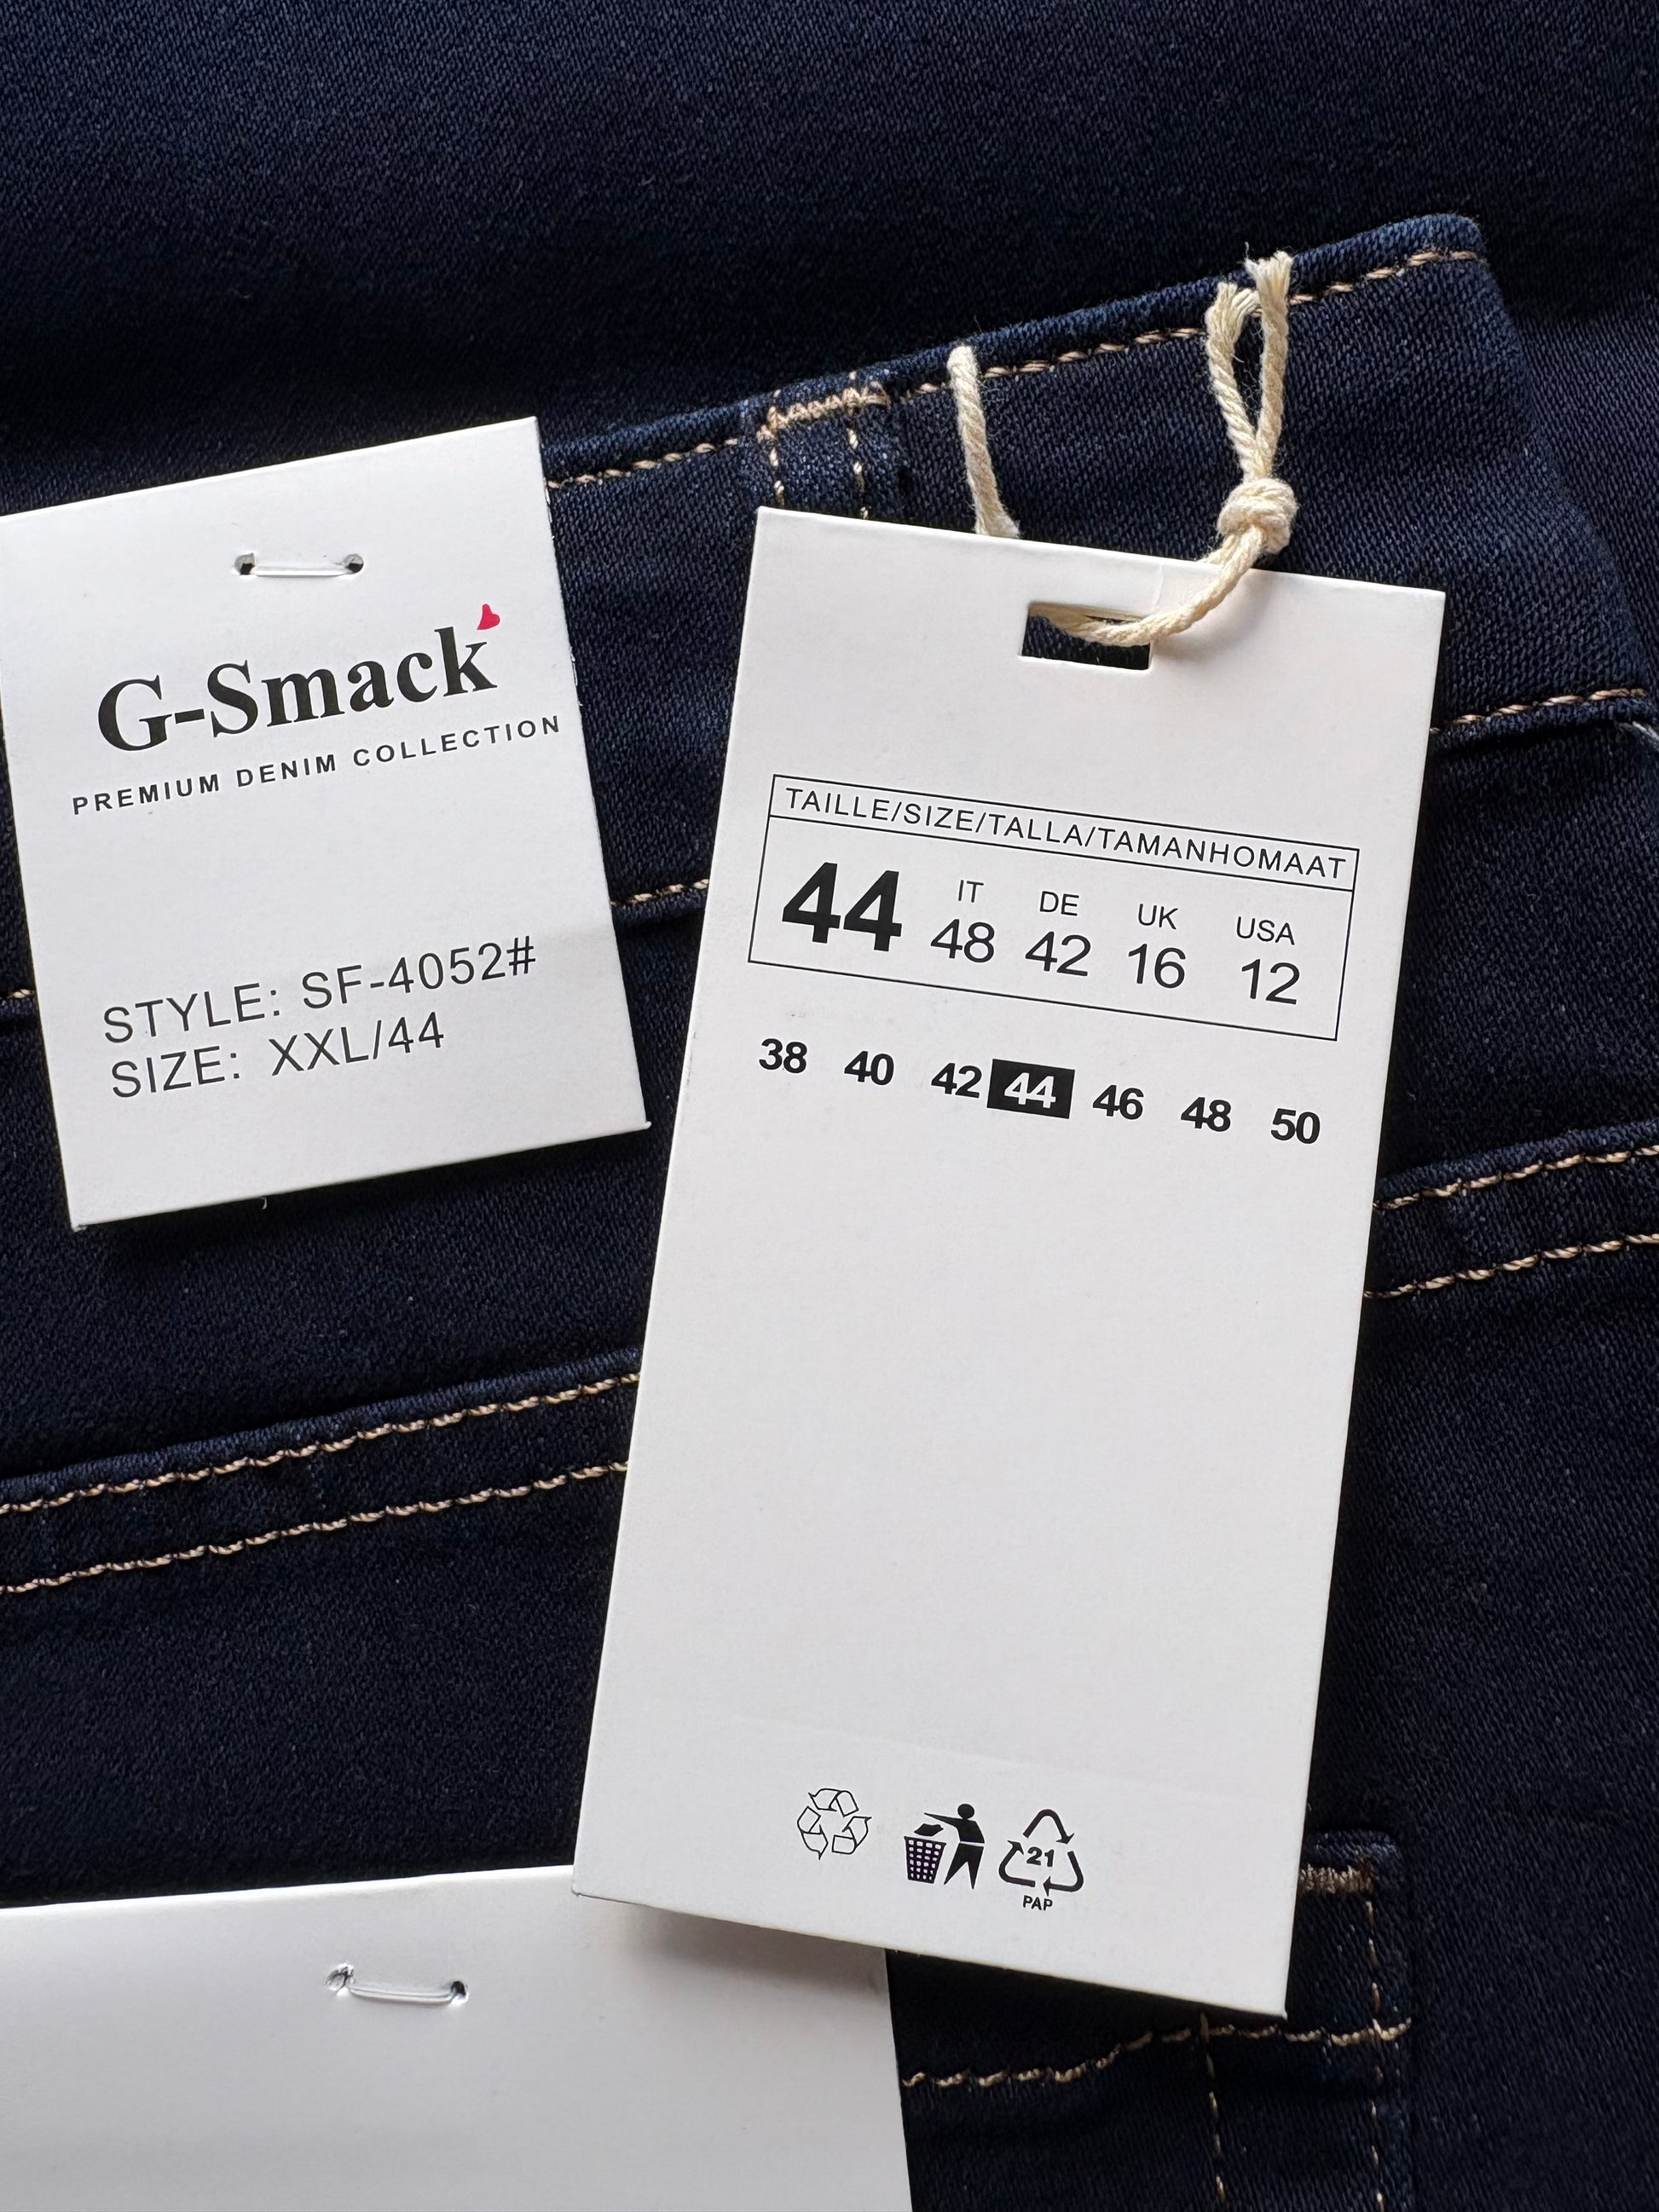 G-Smack
PREMIUM DENIM COLLECTION
STYLE: SF-4052#
SIZE: XXL/44
TAILLE/SIZE/TALLA/TAMANHOMAAT
44 IT DE UK USA
48 42 16 12
38 40 42 44 46 48 50
21
PAP